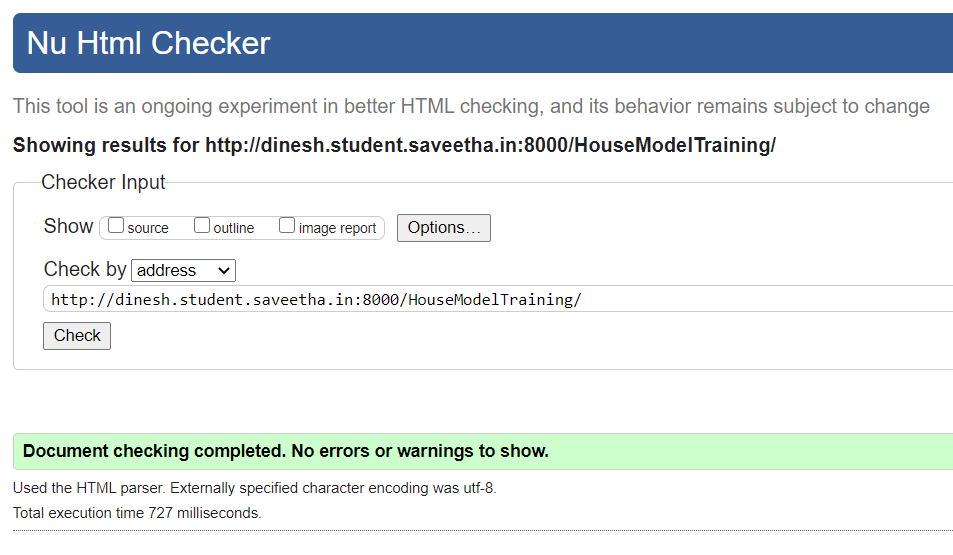 Nu Html Checker
This tool is an ongoing experiment in better HTML checking, and its behavior remains subject to change
Showing results for http://dinesh.student.saveetha.in:8000/HouseModelTraining/
Checker Input
Show source outline image report Options...
Check by address
http://dinesh.student.saveetha.in:8000/HouseModelTraining/
Check
Document checking completed. No errors or warnings to show.
Used the HTML parser. Externally specified character encoding was utf-8.
Total execution time 727 milliseconds.